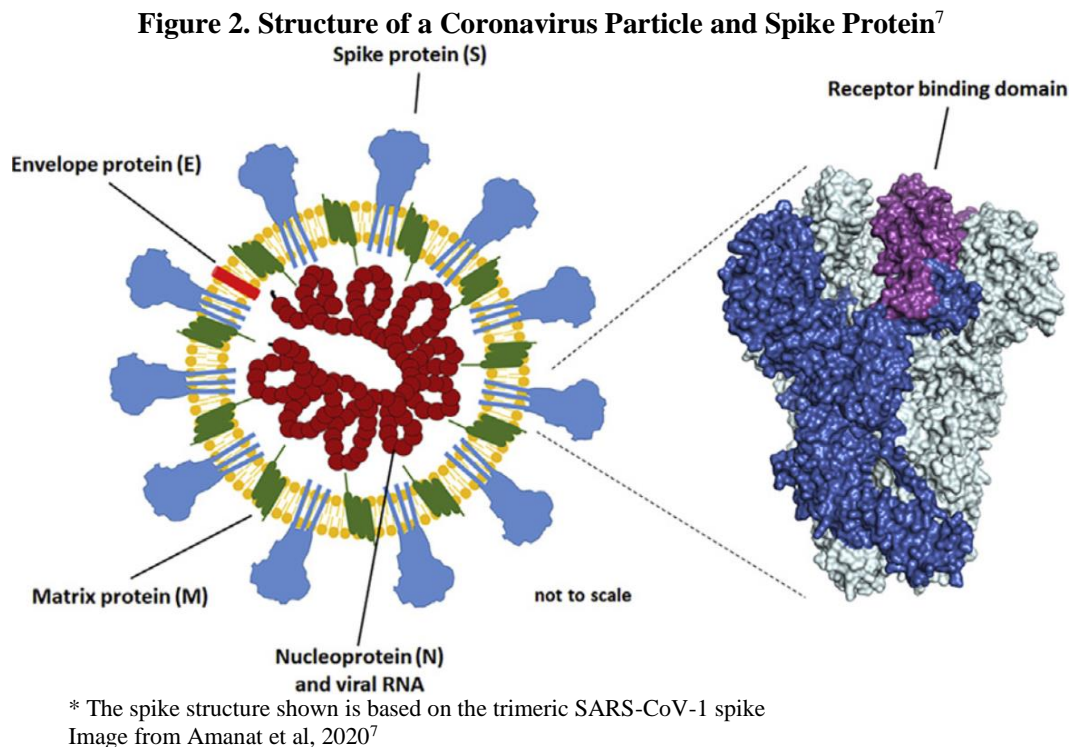 Figure 2. Structure of a Coronavirus Particle and Spike Protein7
Spike protein (S)
Receptor binding domain
Envelope protein (E)
Matrix protein (M)
not to scale
Nucleoprotein (N)
and viral RNA
* The spike structure shown is based on the trimeric SARS-CoV-1 spike
Image from Amanat et al, 20207